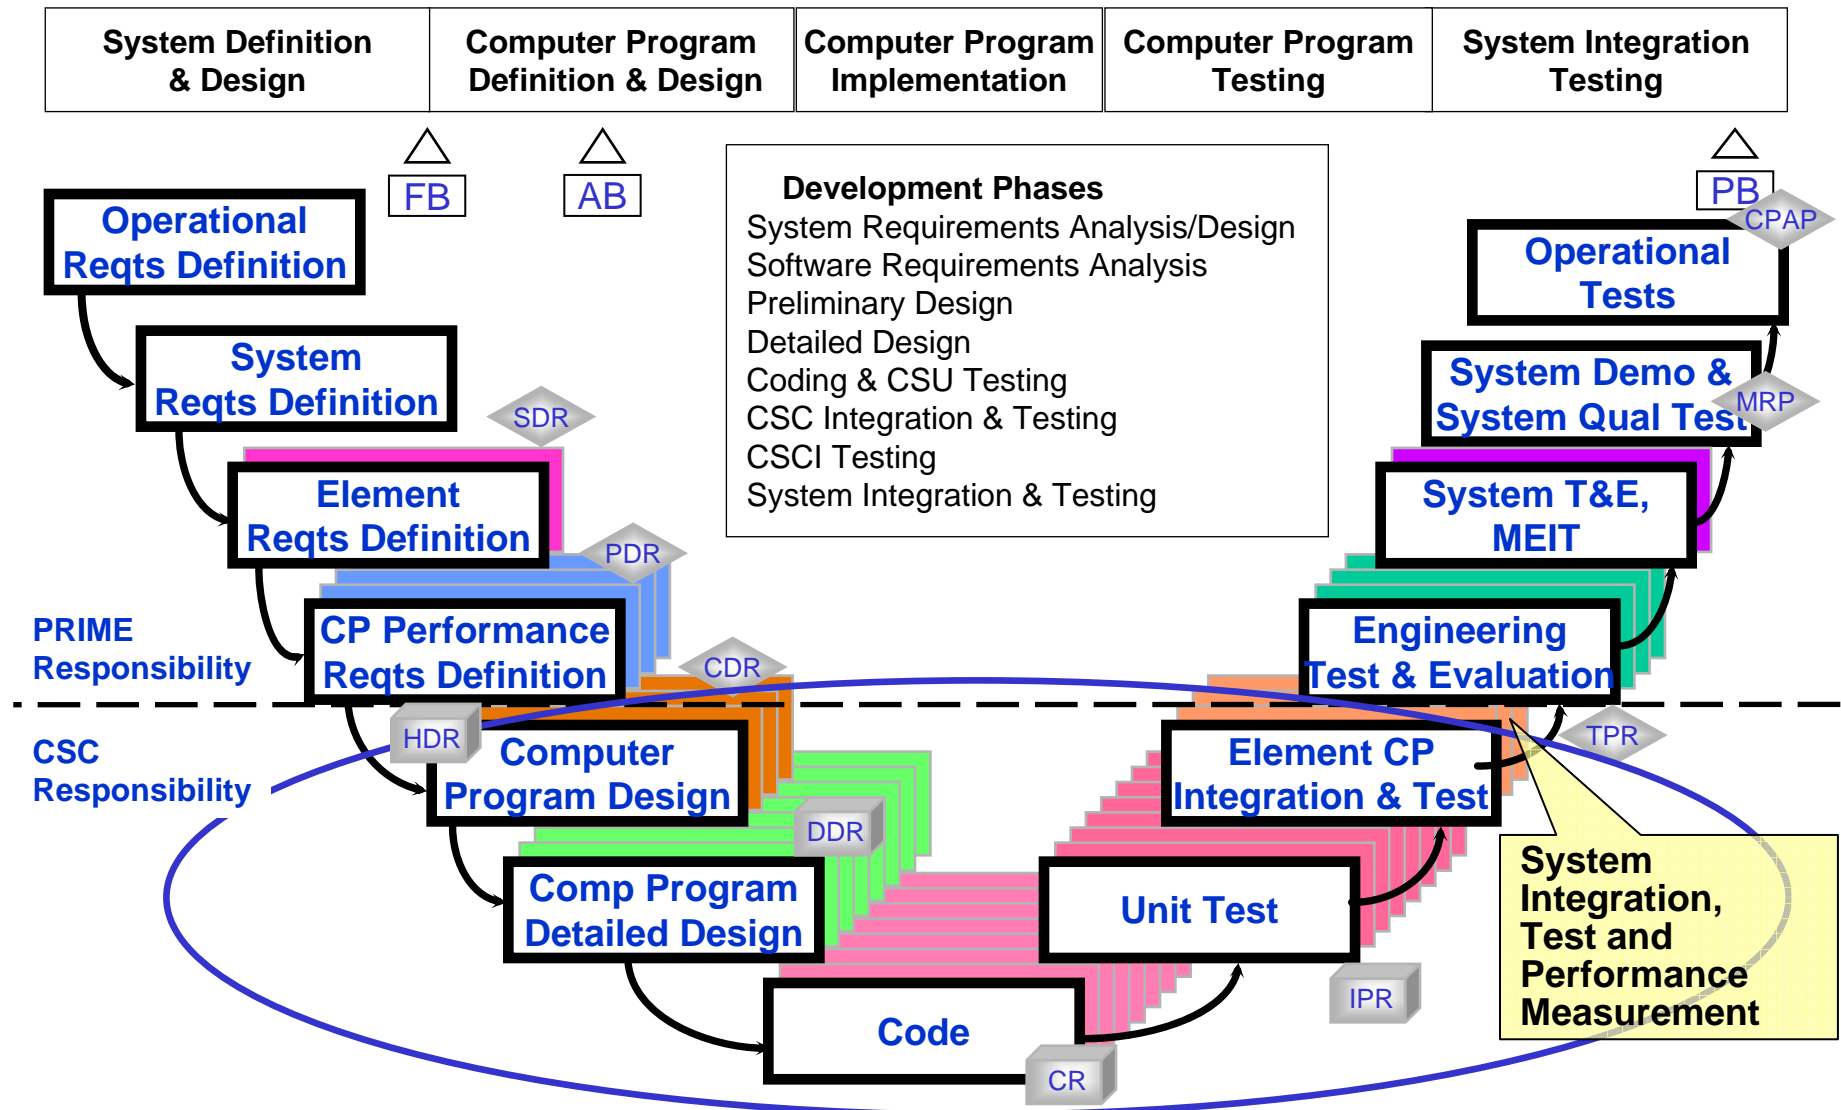 System Definition
& Design
Computer Program
Definition & Design
Computer Program
Implementation
Computer Program
Testing
System Integration
Testing
FB
AB
PB
CPAP
Operational
Reqts Definition
Development Phases
System Requirements Analysis/Design
Software Requirements Analysis
Preliminary Design
Detailed Design
Coding & CSU Testing
CSC Integration & Testing
CSCI Testing
System Integration & Testing
Operational
Tests
System
Reqts Definition
SDR
System Demo &
System Qual Test
MRP
Element
Reqts Definition
PDR
System T&E,
MEIT
PRIME
Responsibility
CP Performance
Reqts Definition
CDR
Engineering
Test & Evaluation
CSC
Responsibility
HDR
Computer
Program Design
DDR
Element CP
Integration & Test
TPR
Comp Program
Detailed Design
Unit Test
System
Integration,
Test and
Performance
Measurement
IPR
Code
CR